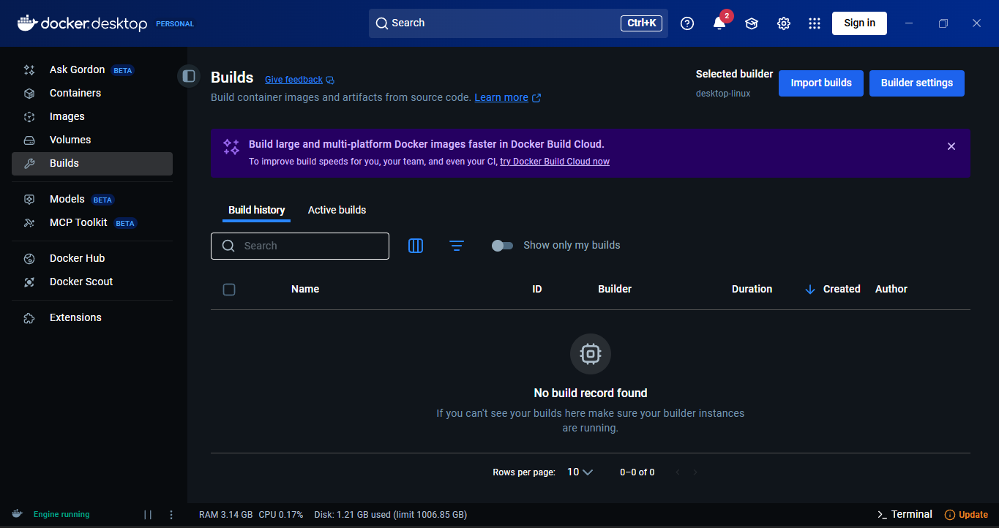 docker.desktop PERSONAL
Search Ctrl+K
2
Sign in
Ask Gordon BETA
Containers
Images
Volumes
Builds
Models BETA
MCP Toolkit BETA
Docker Hub
Docker Scout
Extensions
Builds Give feedback
Build container images and artifacts from source code. Learn more
Selected builder
desktop-linux
Import builds
Builder settings
Build large and multi-platform Docker images faster in Docker Build Cloud.
To improve build speeds for you, your team, and even your CI, try Docker Build Cloud now
Build history Active builds
Search
Show only my builds
Name ID Builder Duration Created Author
No build record found
If you can't see your builds here make sure your builder instances
are running.
Rows per page: 10 0–0 of 0
Engine running
RAM 3.14 GB CPU 0.17% Disk: 1.21 GB used (limit 1006.85 GB)
>_ Terminal
Update